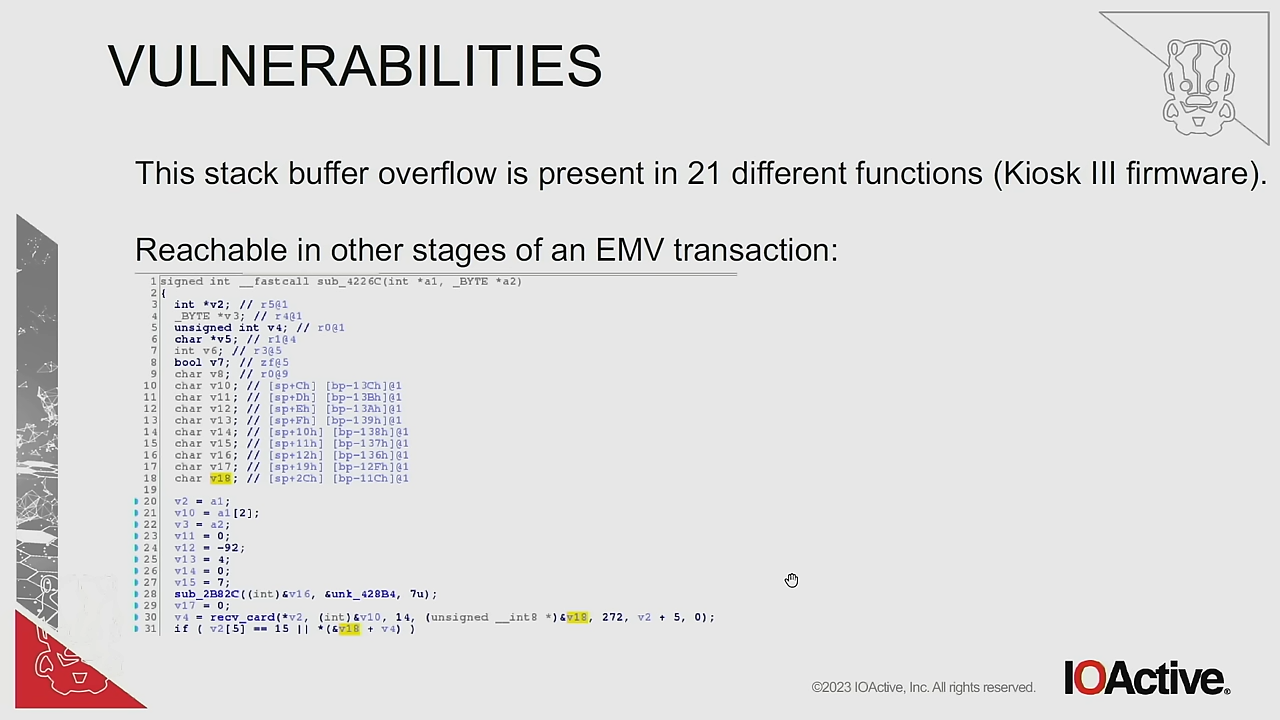 VULNERABILITIES
This stack buffer overflow is present in 21 different functions (Kiosk III firmware).
Reachable in other stages of an EMV transaction:
1 signed int __fastcall sub_4226C(int *a1, _BYTE *a2)
2 {
3 int *v2; // r5@1
4 _BYTE *v3; // r4@1
5 unsigned int v4; // r0@1
6 char *v5; // r1@4
7 int v6; // r3@5
8 bool v7; // zf@5
9 char v8; // r0@9
10 char v10; // [sp+Ch] [bp-13Ch]@1
11 char v11; // [sp+Dh] [bp-13Bh]@1
12 char v12; // [sp+Eh] [bp-13Ah]@1
13 char v13; // [sp+Fh] [bp-139h]@1
14 char v14; // [sp+10h] [bp-138h]@1
15 char v15; // [sp+11h] [bp-137h]@1
16 char v16; // [sp+12h] [bp-136h]@1
17 char v17; // [sp+19h] [bp-12Fh]@1
18 char v18; // [sp+2Ch] [bp-11Ch]@1
19
20 v2 = a1;
21 v10 = a1[2];
22 v3 = a2;
23 v11 = 0;
24 v12 = -92;
25 v13 = 4;
26 v14 = 0;
27 v15 = 7;
28 sub_2B82C((int)&v16, &unk_428B4, 7u);
29 v17 = 0;
30 v4 = recv_card(*v2, (int)&v10, 14, (unsigned __int8 *)&v18, 272, v2 + 5, 0);
31 if ( v2[5] == 15 || *(&v18 + v4) )
©2023 IOActive, Inc. All rights reserved.
IOActive®